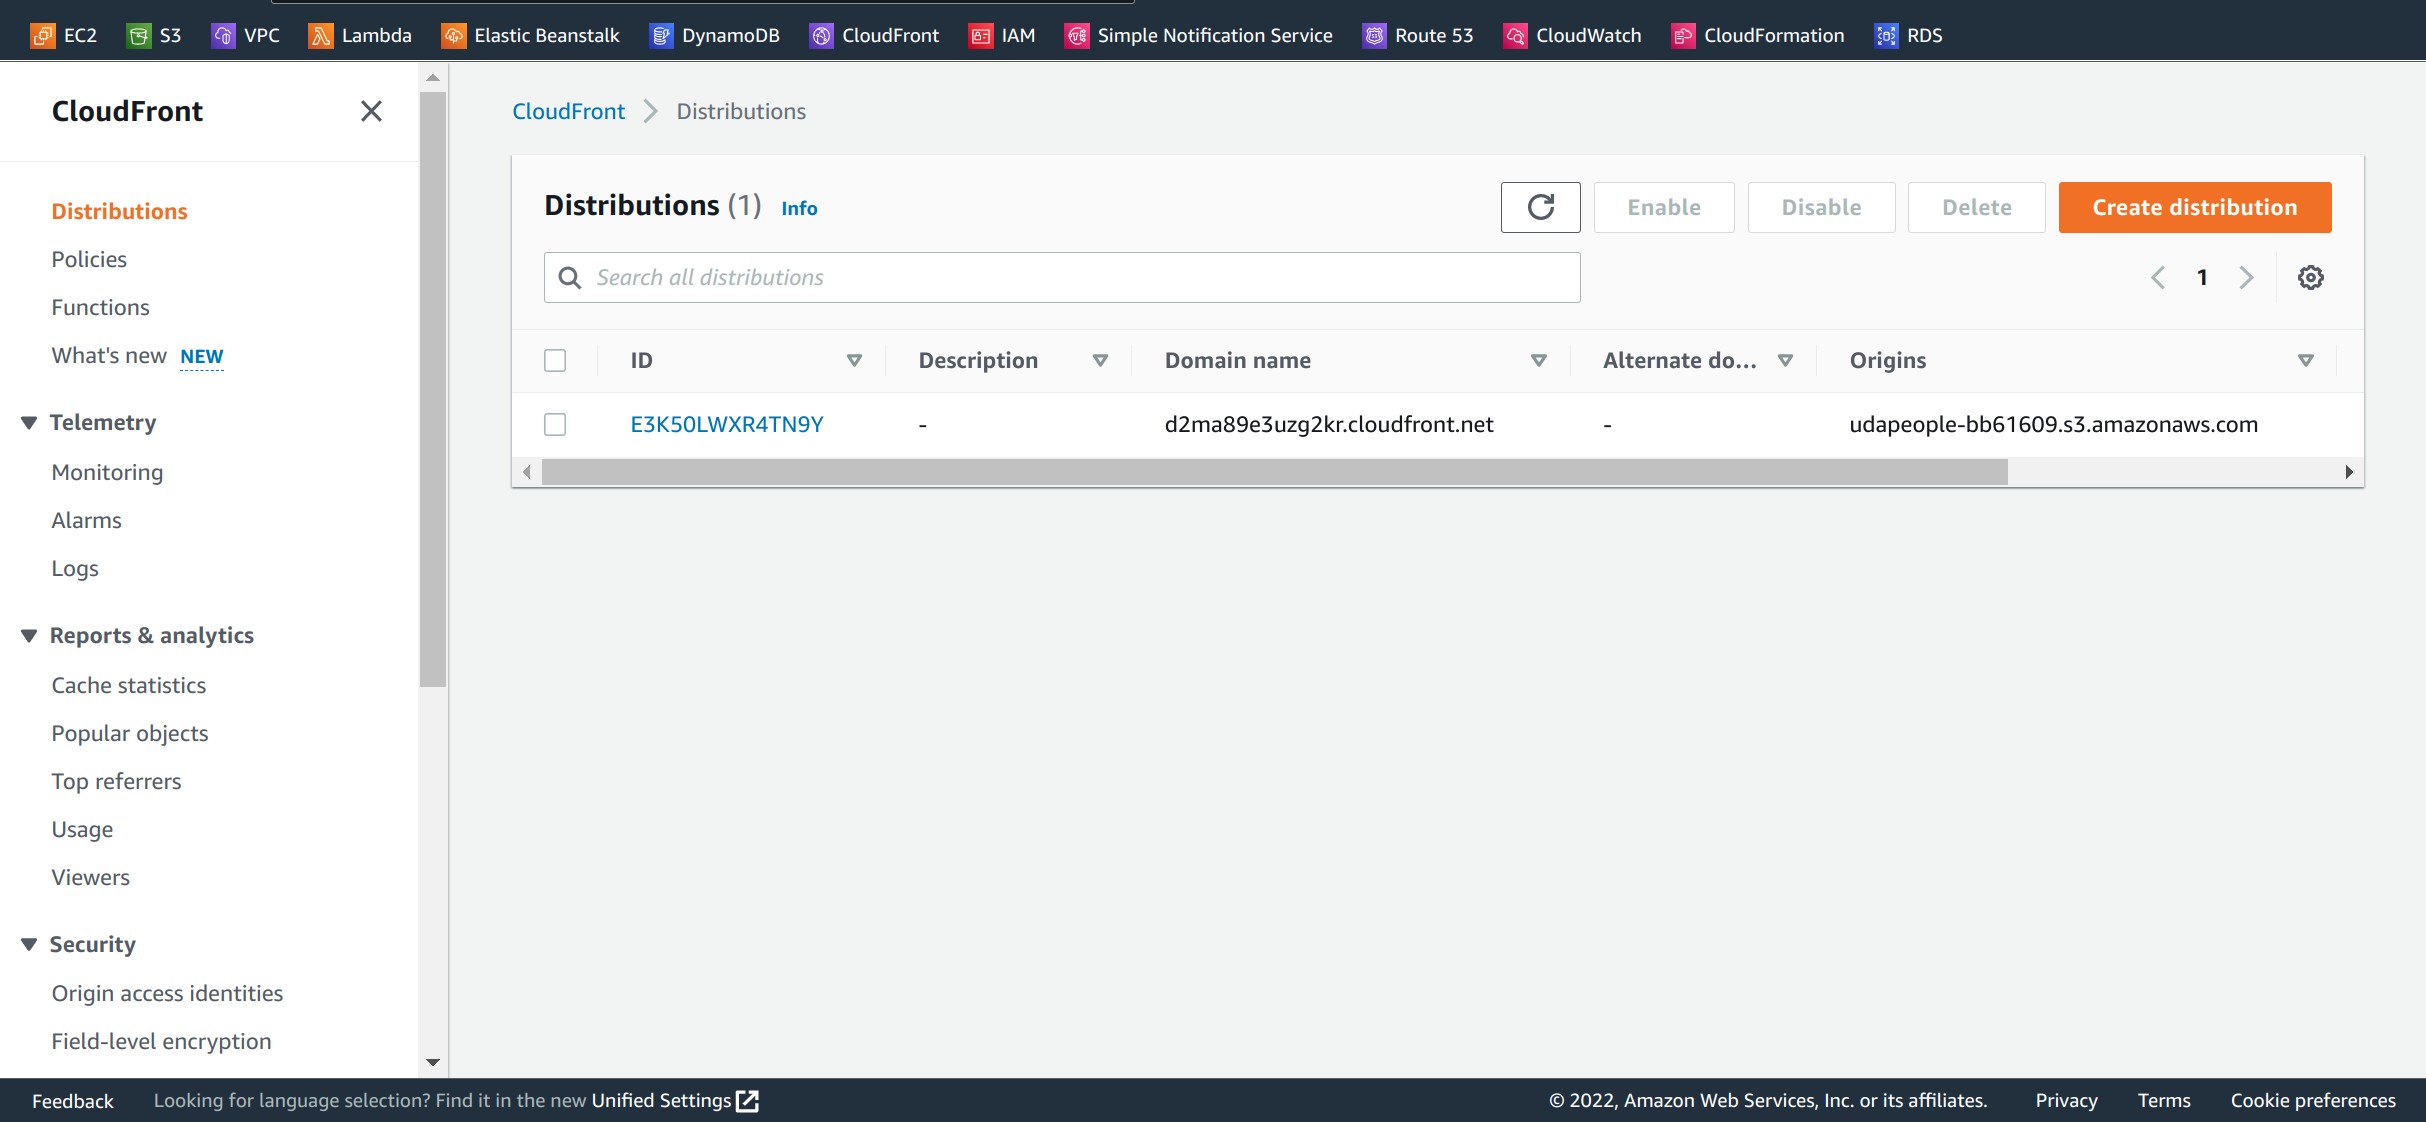 EC2 S3 VPC Lambda Elastic Beanstalk DynamoDB CloudFront IAM Simple Notification Service Route 53 CloudWatch CloudFormation RDS
CloudFront
Distributions
Policies
Functions
What's new NEW
Telemetry
Monitoring
Alarms
Logs
Reports & analytics
Cache statistics
Popular objects
Top referrers
Usage
Viewers
Security
Origin access identities
Field-level encryption
CloudFront Distributions
Distributions (1) Info
Enable Disable Delete Create distribution
Search all distributions
1
ID Description Domain name Alternate do... Origins
E3K50LWXR4TN9Y - d2ma89e3uzg2kr.cloudfront.net - udapeople-bb61609.s3.amazonaws.com
Feedback Looking for language selection? Find it in the new Unified Settings © 2022, Amazon Web Services, Inc. or its affiliates. Privacy Terms Cookie preferences